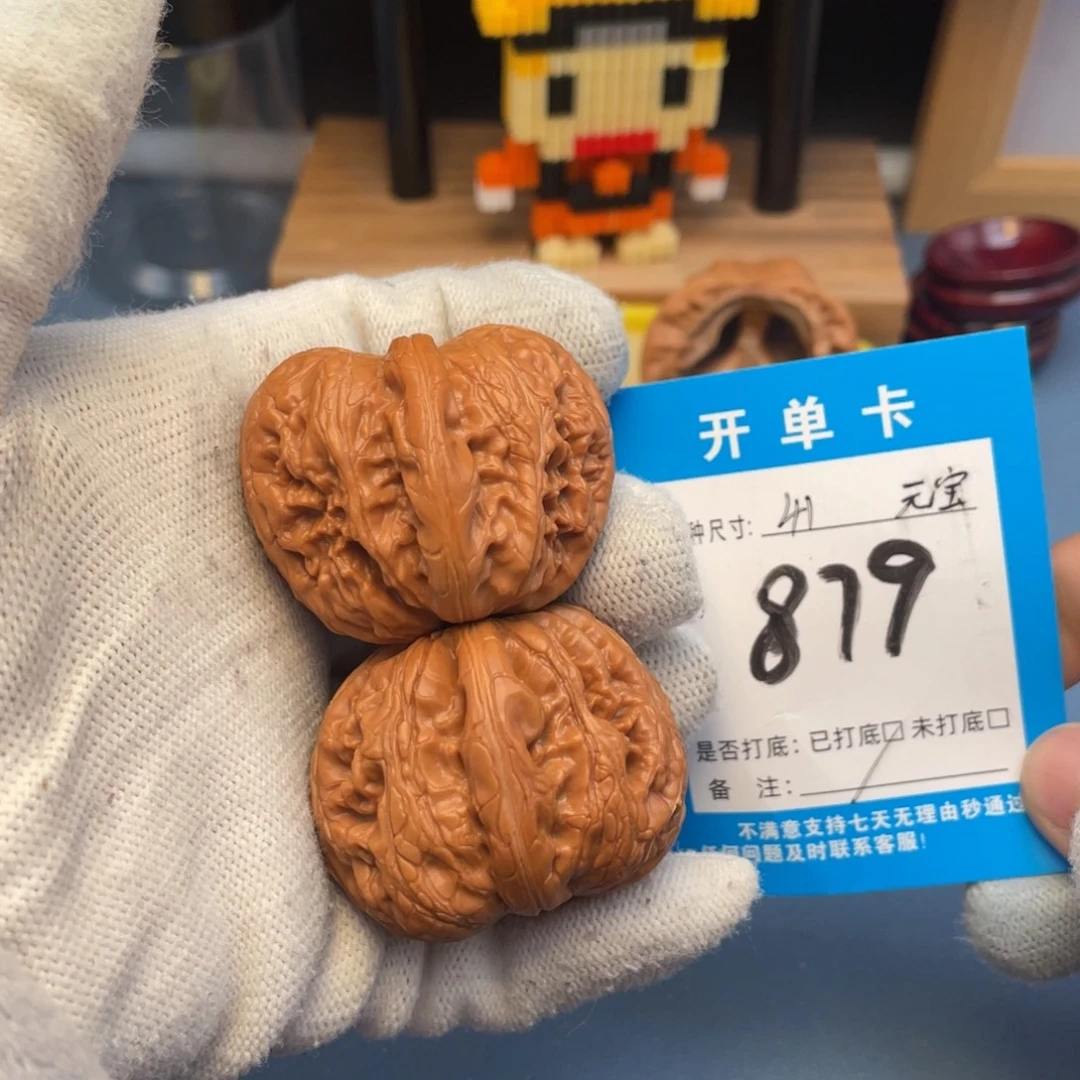 开单卡
种尺寸: 41 元宝
879
是否打底: 已打底☑ 未打底☐
备 注:
不满意支持七天无理由秒通过
任何问题及时联系客服!